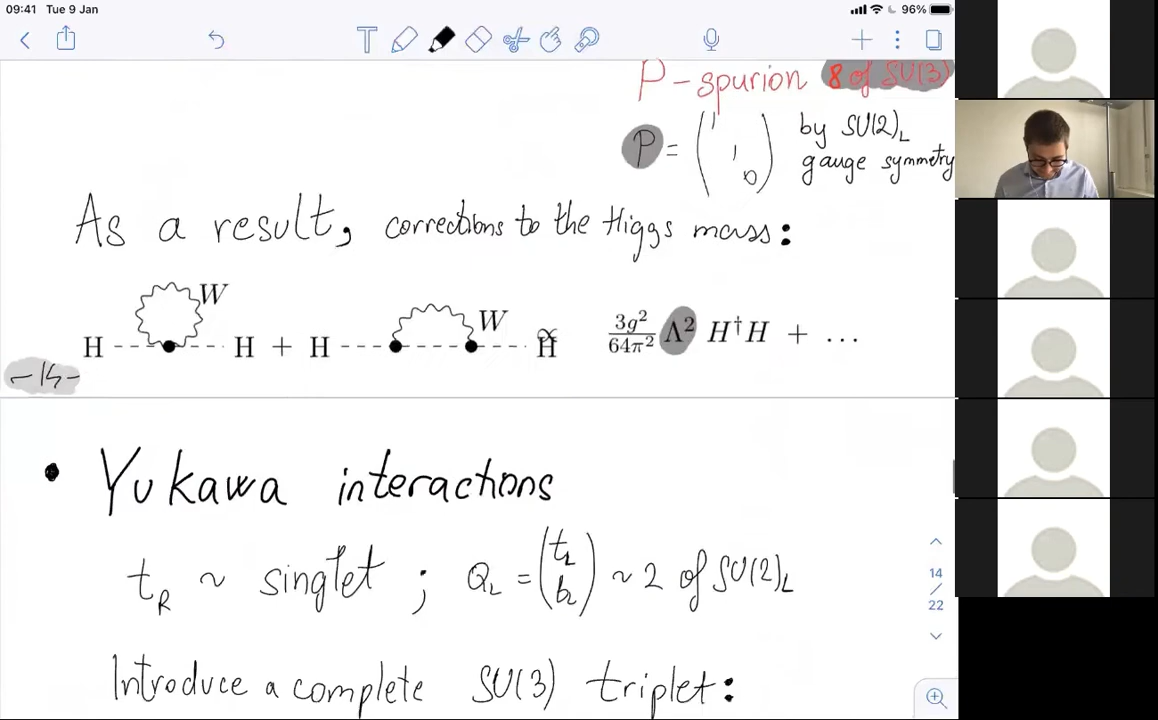 09:41 Tue 9 Jan 96%
P-spurion 8 of SU(3)
P = (1 1 0) by SU(2)L
gauge symmetry
As a result, corrections to the Higgs mass:
H W H + H W H ∝ 3g²/64π² Λ² H†H + ...
-14-
• Yukawa interactions
tR ~ singlet ; QL = (tL bL) ~ 2 of SU(2)L
14
/
22
Introduce a complete SU(3) triplet: